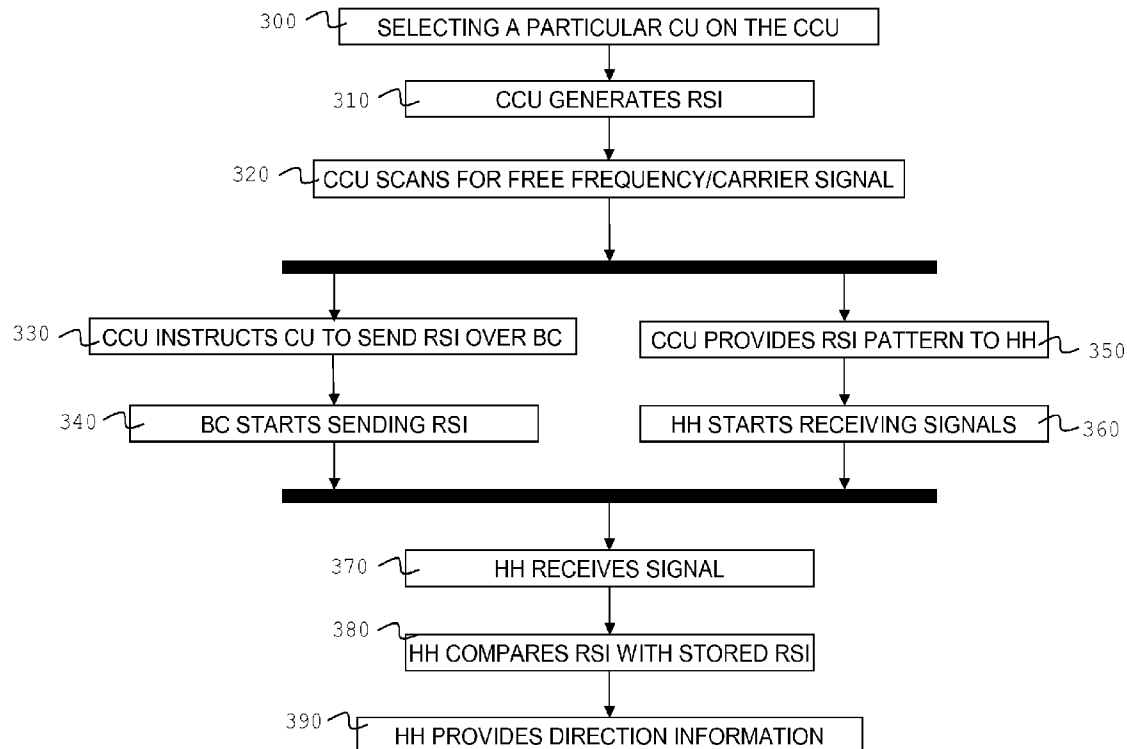 300 SELECTING A PARTICULAR CU ON THE CCU
310 CCU GENERATES RSI
320 CCU SCANS FOR FREE FREQUENCY/CARRIER SIGNAL
330 CCU INSTRUCTS CU TO SEND RSI OVER BC
CCU PROVIDES RSI PATTERN TO HH 350
340 BC STARTS SENDING RSI
HH STARTS RECEIVING SIGNALS 360
370 HH RECEIVES SIGNAL
380 HH COMPARES RSI WITH STORED RSI
390 HH PROVIDES DIRECTION INFORMATION